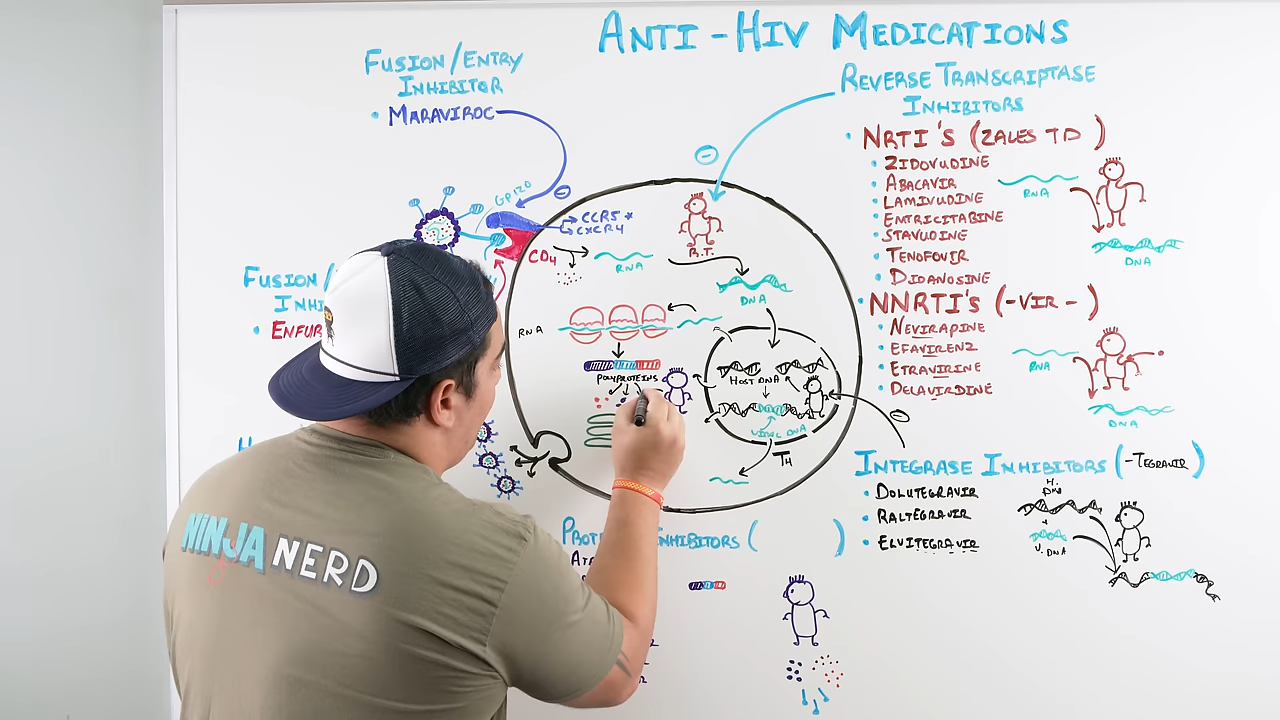 ANTI-HIV MEDICATIONS
FUSION/ENTRY
INHIBITOR
• MARAVIROC
GP120
CCR5 *
CXCR4
CD4
RNA
R.T.
DNA
RNA
POLYPROTEINS
HOST DNA
VIRAL DNA
FUSION/
INHI
• ENFUR
REVERSE TRANSCRIPTASE
INHIBITORS
• NRTI'S (ZALES TD)
• ZIDOVUDINE
• ABACAVIR
• LAMIVUDINE
• EMTRICITABINE
• STAVUDINE
• TENOFOVIR
• DIDANOSINE
RNA
DNA
• NNRTI'S (-VIR-)
• NEVIRAPINE
• EFAVIRENZ
• ETRAVIRINE
• DELAVIRDINE
RNA
DNA
INTEGRASE INHIBITORS (-TEGRAVIR)
• DOLUTEGRAVIR
• RALTEGRAVIR
• ELVITEGRAVIR
H.
DNA
+
V. DNA
INHIBITORS ( )
NINJA NERD